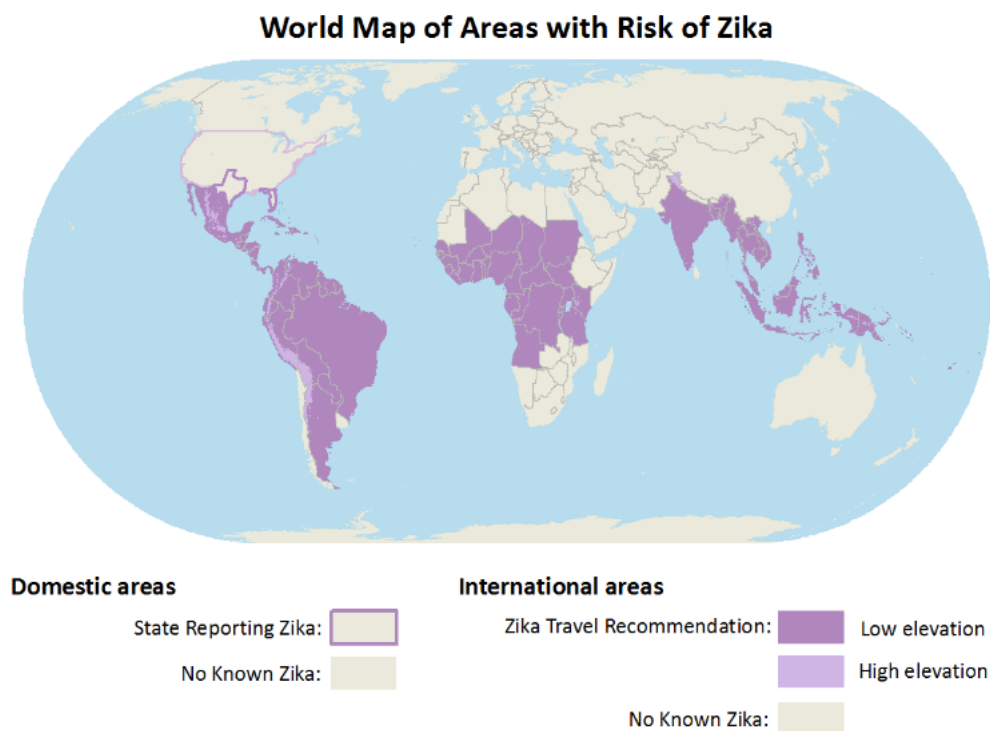 World Map of Areas with Risk of Zika
Domestic areas
State Reporting Zika:
No Known Zika:
International areas
Zika Travel Recommendation:
Low elevation
High elevation
No Known Zika: